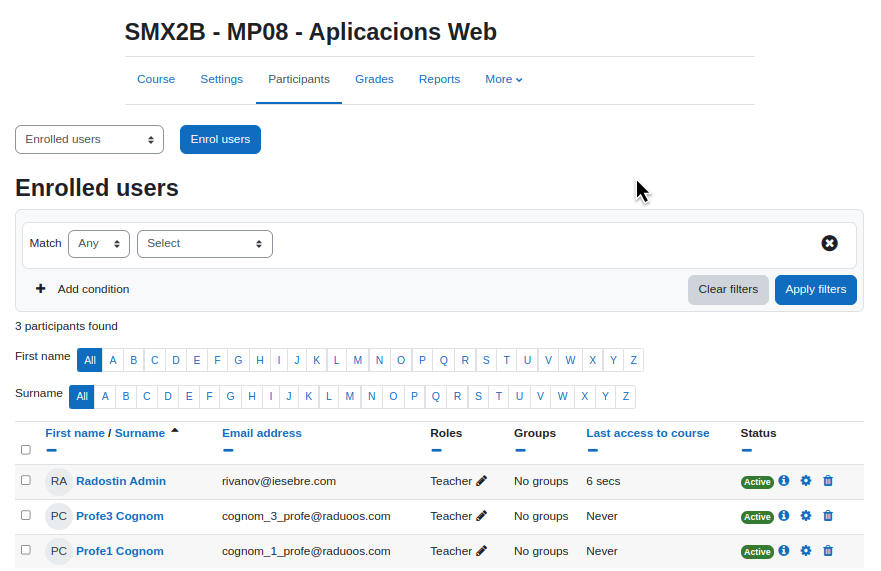 SMX2B - MP08 - Aplicacions Web
Course Settings Participants Grades Reports More
Enrolled users Enrol users
Enrolled users
Match Any Select
Add condition Clear filters Apply filters
3 participants found
First name All A B C D E F G H I J K L M N O P Q R S T U V W X Y Z
Surname All A B C D E F G H I J K L M N O P Q R S T U V W X Y Z
First name / Surname Email address Roles Groups Last access to course Status
RA Radostin Admin rivanov@iesebre.com Teacher No groups 6 secs Active
PC Profe3 Cognom cognom_3_profe@raduoos.com Teacher No groups Never Active
PC Profe1 Cognom cognom_1_profe@raduoos.com Teacher No groups Never Active